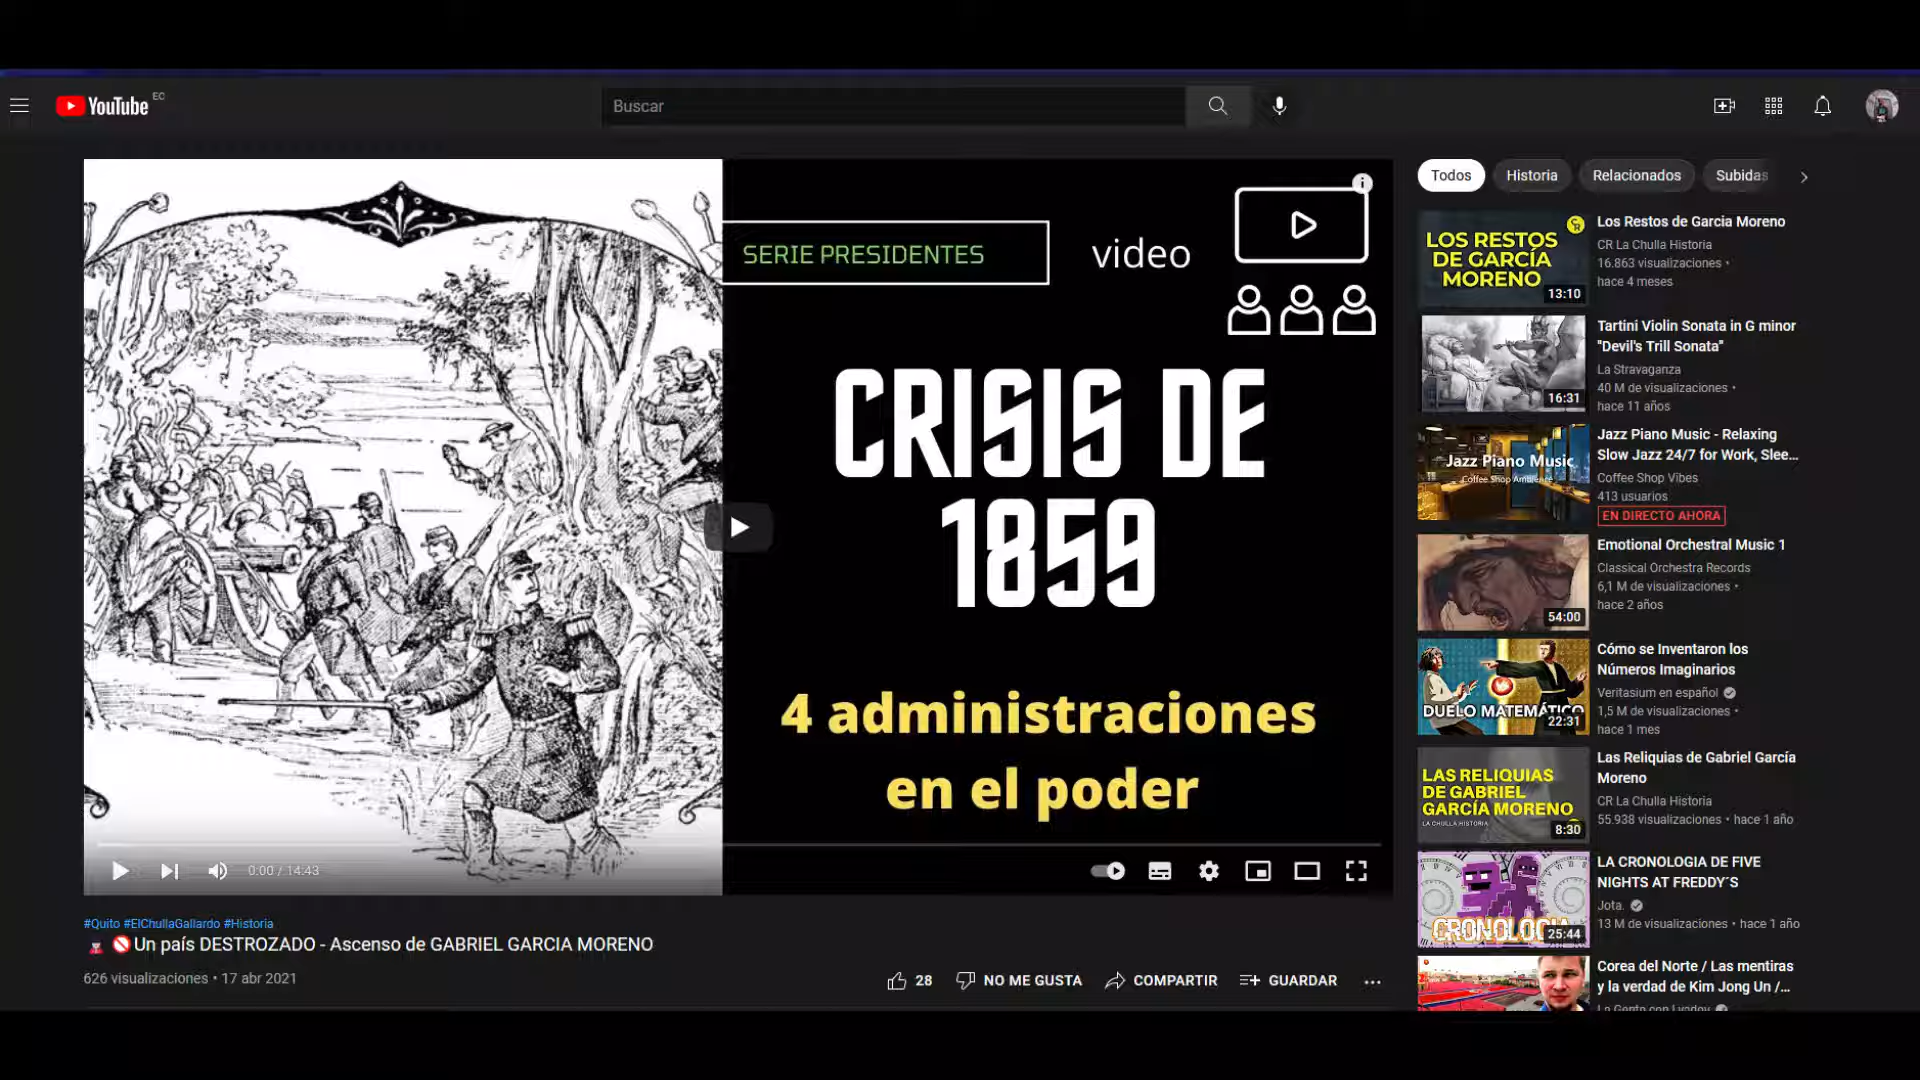 YouTube EC
Buscar
SERIE PRESIDENTES
video
CRISIS DE
1859
4 administraciones
en el poder
0:00 / 14:43
#Quito #ElChullaGallardo #Historia
Un país DESTROZADO - Ascenso de GABRIEL GARCIA MORENO
626 visualizaciones • 17 abr 2021
28
NO ME GUSTA
COMPARTIR
GUARDAR
Todos
Historia
Relacionados
Subidas
LOS RESTOS
DE GARCÍA
MORENO
13:10
Los Restos de Garcia Moreno
CR La Chulla Historia
16.863 visualizaciones •
hace 4 meses
16:31
Tartini Violin Sonata in G minor
"Devil's Trill Sonata"
La Stravaganza
40 M de visualizaciones •
hace 11 años
Jazz Piano Music
Coffee Shop Ambience
Jazz Piano Music - Relaxing
Slow Jazz 24/7 for Work, Slee...
Coffee Shop Vibes
413 usuarios
EN DIRECTO AHORA
54:00
Emotional Orchestral Music 1
Classical Orchestra Records
6,1 M de visualizaciones •
hace 2 años
DUELO MATEMÁTICO
22:31
Cómo se Inventaron los
Números Imaginarios
Veritasium en español
1,5 M de visualizaciones •
hace 1 mes
LAS RELIQUIAS
DE GABRIEL
GARCÍA MORENO
LA CHULLA HISTORIA
8:30
Las Reliquias de Gabriel García
Moreno
CR La Chulla Historia
55.938 visualizaciones • hace 1 año
CRONOLOGIA
25:44
LA CRONOLOGIA DE FIVE
NIGHTS AT FREDDY´S
Jota.
13 M de visualizaciones • hace 1 año
Corea del Norte / Las mentiras
y la verdad de Kim Jong Un /...